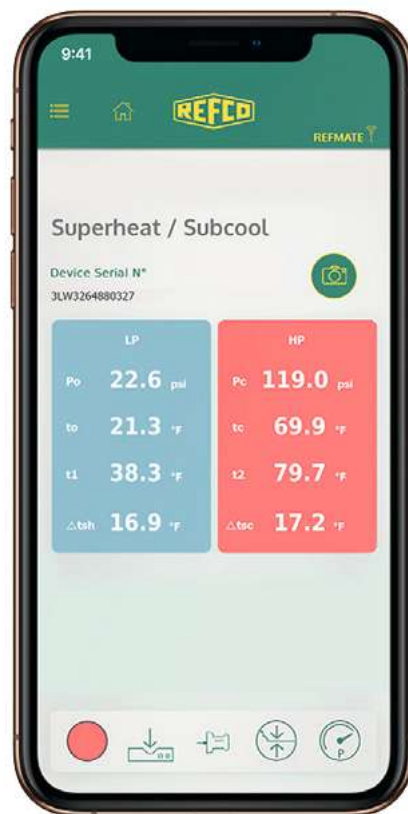 9:41
REFCO
REFMATE
Superheat / Subcool
Device Serial N°
3LW3264880327
LP
Po 22.6 psi
to 21.3 °F
t1 38.3 °F
△tsh 16.9 °F
HP
Pc 119.0 psi
tc 69.9 °F
t2 79.7 °F
△tsc 17.2 °F
P